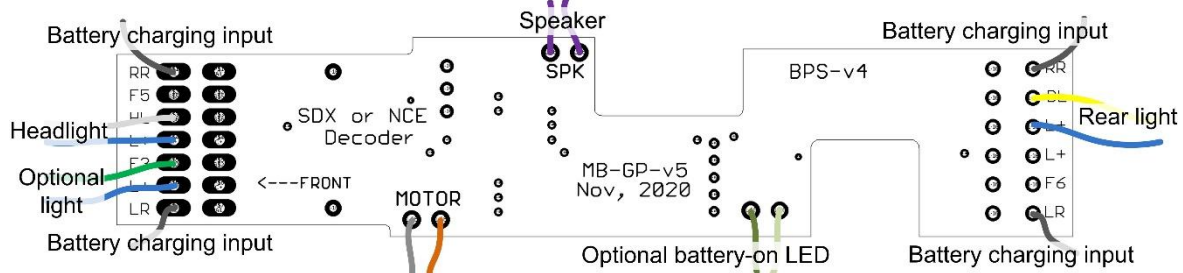 Speaker
Battery charging input
Battery charging input
RR
SPK
BPS-v4
RR
F5
SDX or NCE
Decoder
BL
HL
Headlight
L+
L+
Rear light
L+
F3
MB-GP-v5
Nov, 2020
Optional
light
L+
<---FRONT
F6
MOTOR
LR
LR
Battery charging input
Optional battery-on LED
Battery charging input